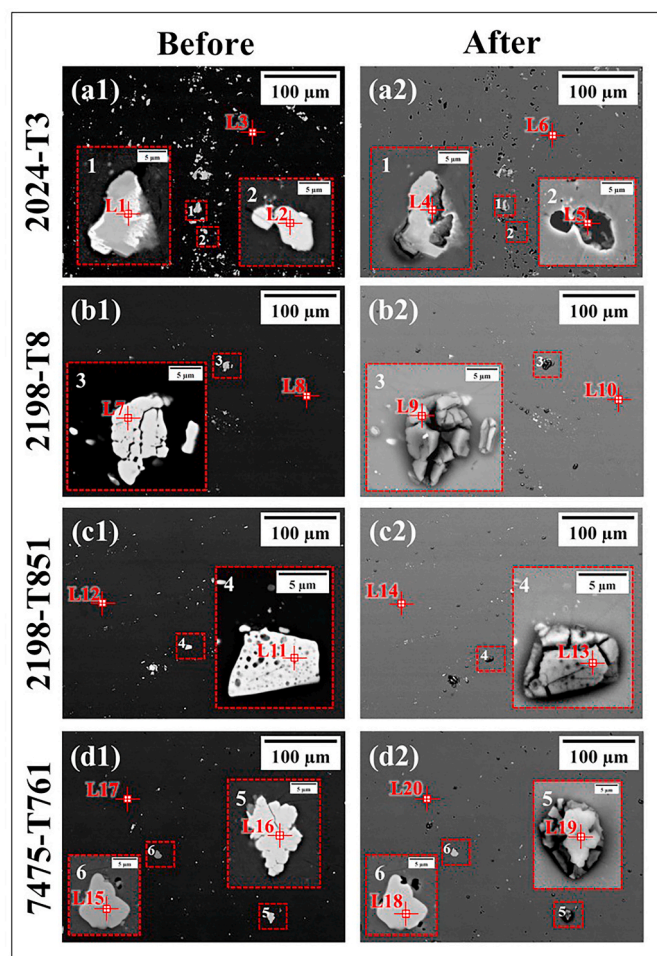 Before After
2024-T3
(a1) 100 µm
L3
1 5 µm
L1
1
2
2 5 µm
L2
(a2) 100 µm
L6
1 5 µm
L4
1
2
2 5 µm
L5
2198-T8
(b1) 100 µm
3
L8
3 5 µm
L7
(b2) 100 µm
3
L10
3 5 µm
L9
2198-T851
(c1) 100 µm
L12
4
4 5 µm
L11
(c2) 100 µm
L14
4
4 5 µm
L13
7475-T761
(d1) 100 µm
L17
5 5 µm
L16
6
6 5 µm
L15
5
(d2) 100 µm
L20
5 5 µm
L19
6
6 5 µm
L18
5